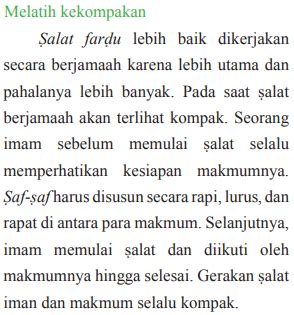 Melatih kekompakan
Ṣalat farḍu lebih baik dikerjakan
secara berjamaah karena lebih utama dan
pahalanya lebih banyak. Pada saat ṣalat
berjamaah akan terlihat kompak. Seorang
imam sebelum memulai ṣalat selalu
memperhatikan kesiapan makmumnya.
Ṣaf-ṣaf harus disusun secara rapi, lurus, dan
rapat di antara para makmum. Selanjutnya,
imam memulai ṣalat dan diikuti oleh
makmumnya hingga selesai. Gerakan ṣalat
iman dan makmum selalu kompak.